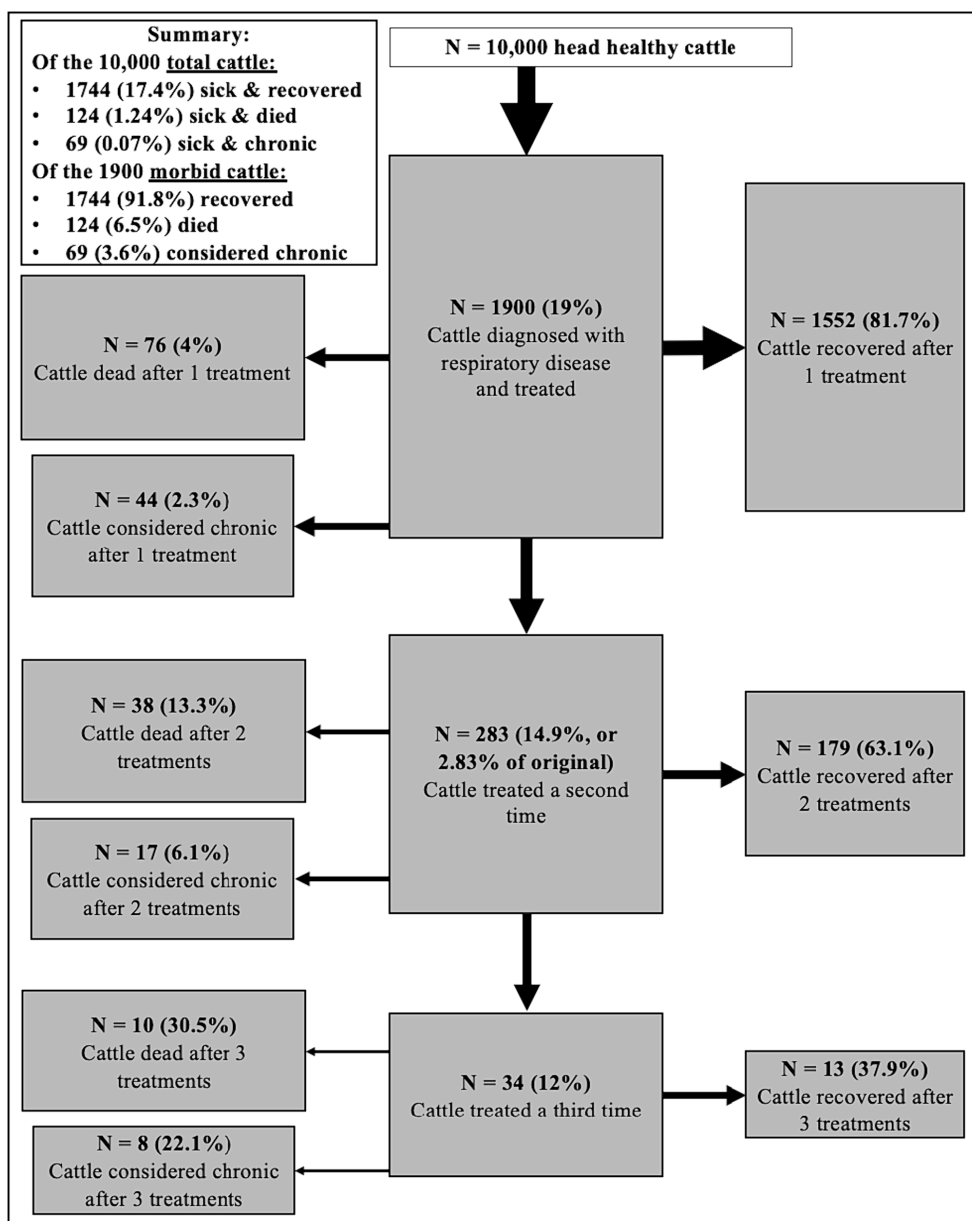 Summary:
Of the 10,000 total cattle:
• 1744 (17.4%) sick & recovered
• 124 (1.24%) sick & died
• 69 (0.07%) sick & chronic
Of the 1900 morbid cattle:
• 1744 (91.8%) recovered
• 124 (6.5%) died
• 69 (3.6%) considered chronic
N = 10,000 head healthy cattle
N = 1900 (19%)
Cattle diagnosed with
respiratory disease
and treated
N = 76 (4%)
Cattle dead after 1 treatment
N = 1552 (81.7%)
Cattle recovered after
1 treatment
N = 44 (2.3%)
Cattle considered chronic
after 1 treatment
N = 38 (13.3%)
Cattle dead after 2
treatments
N = 283 (14.9%, or
2.83% of original)
Cattle treated a second
time
N = 179 (63.1%)
Cattle recovered after
2 treatments
N = 17 (6.1%)
Cattle considered chronic
after 2 treatments
N = 10 (30.5%)
Cattle dead after 3
treatments
N = 34 (12%)
Cattle treated a third time
N = 13 (37.9%)
Cattle recovered after
3 treatments
N = 8 (22.1%)
Cattle considered chronic
after 3 treatments